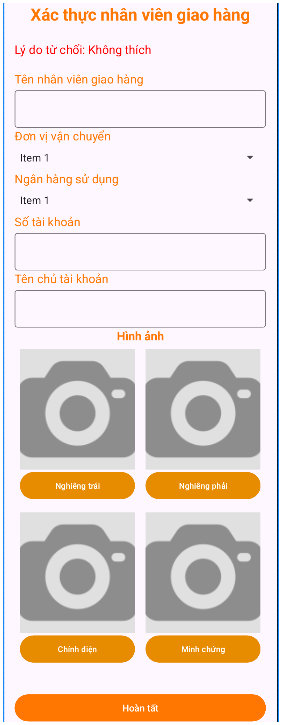 Xác thực nhân viên giao hàng
Lý do từ chối: Không thích
Tên nhân viên giao hàng
Đơn vị vận chuyển
Item 1
Ngân hàng sử dụng
Item 1
Số tài khoản
Tên chủ tài khoản
Hình ảnh
Nghiêng trái
Nghiêng phải
Chính diện
Minh chứng
Hoàn tất